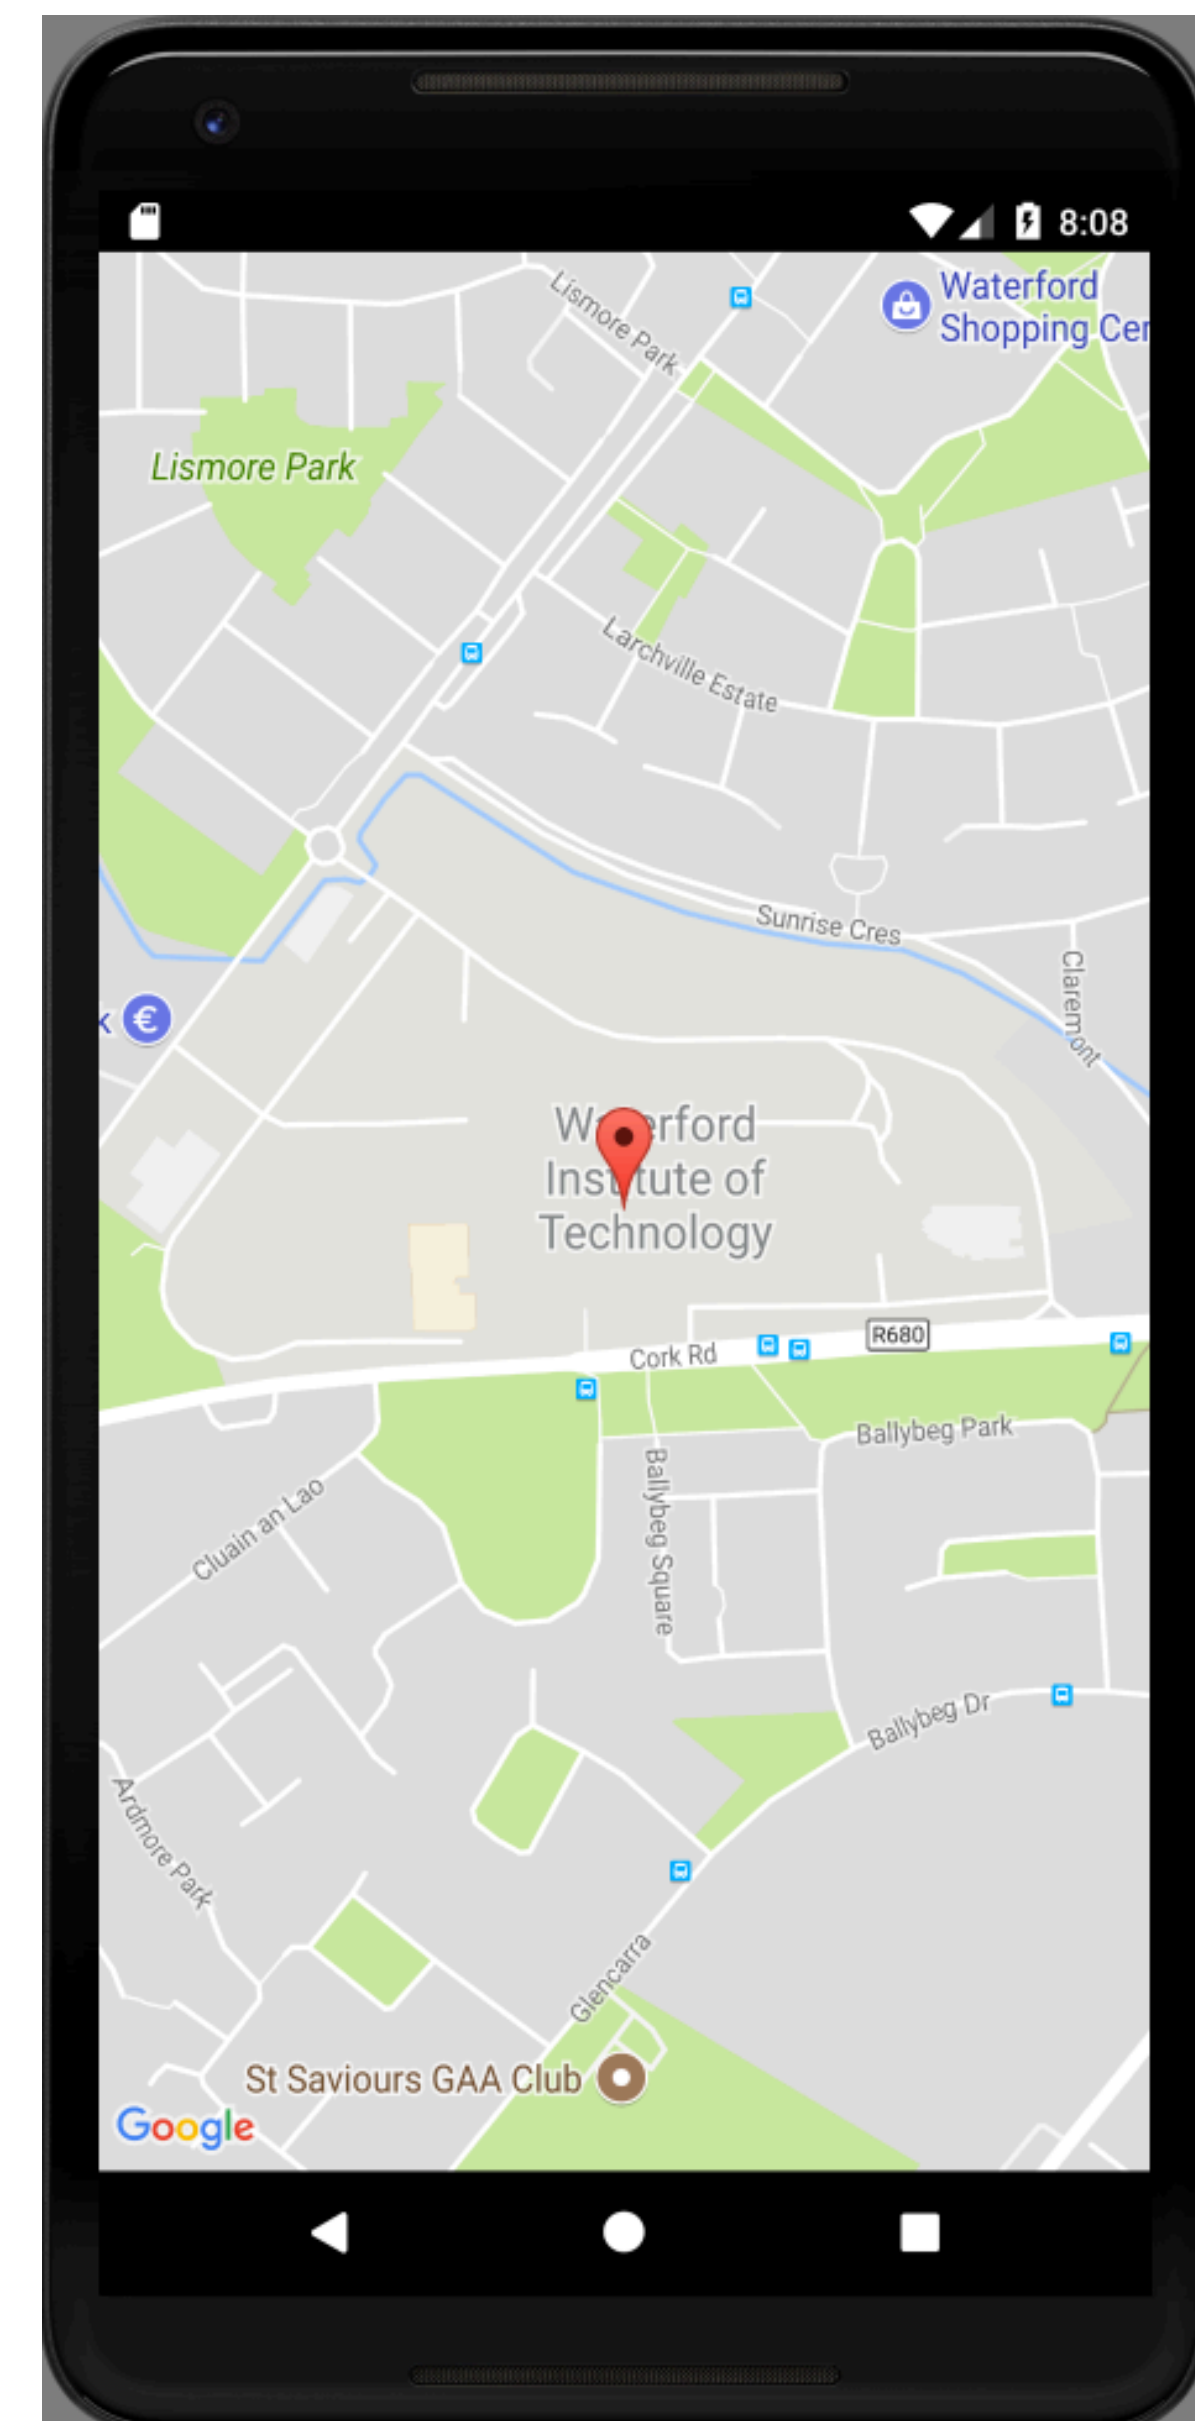 8:08
Waterford
Shopping Cer
Lismore Park
Lismore Park
Larchville Estate
Sunrise Cres
Claremont
k €
Waterford
Institute of
Technology
R680
Cork Rd
Ballybeg Park
Ballybeg Square
Cluain an Lao
Ballybeg Dr
Ardmore Park
Glencarra
St Saviours GAA Club
Google